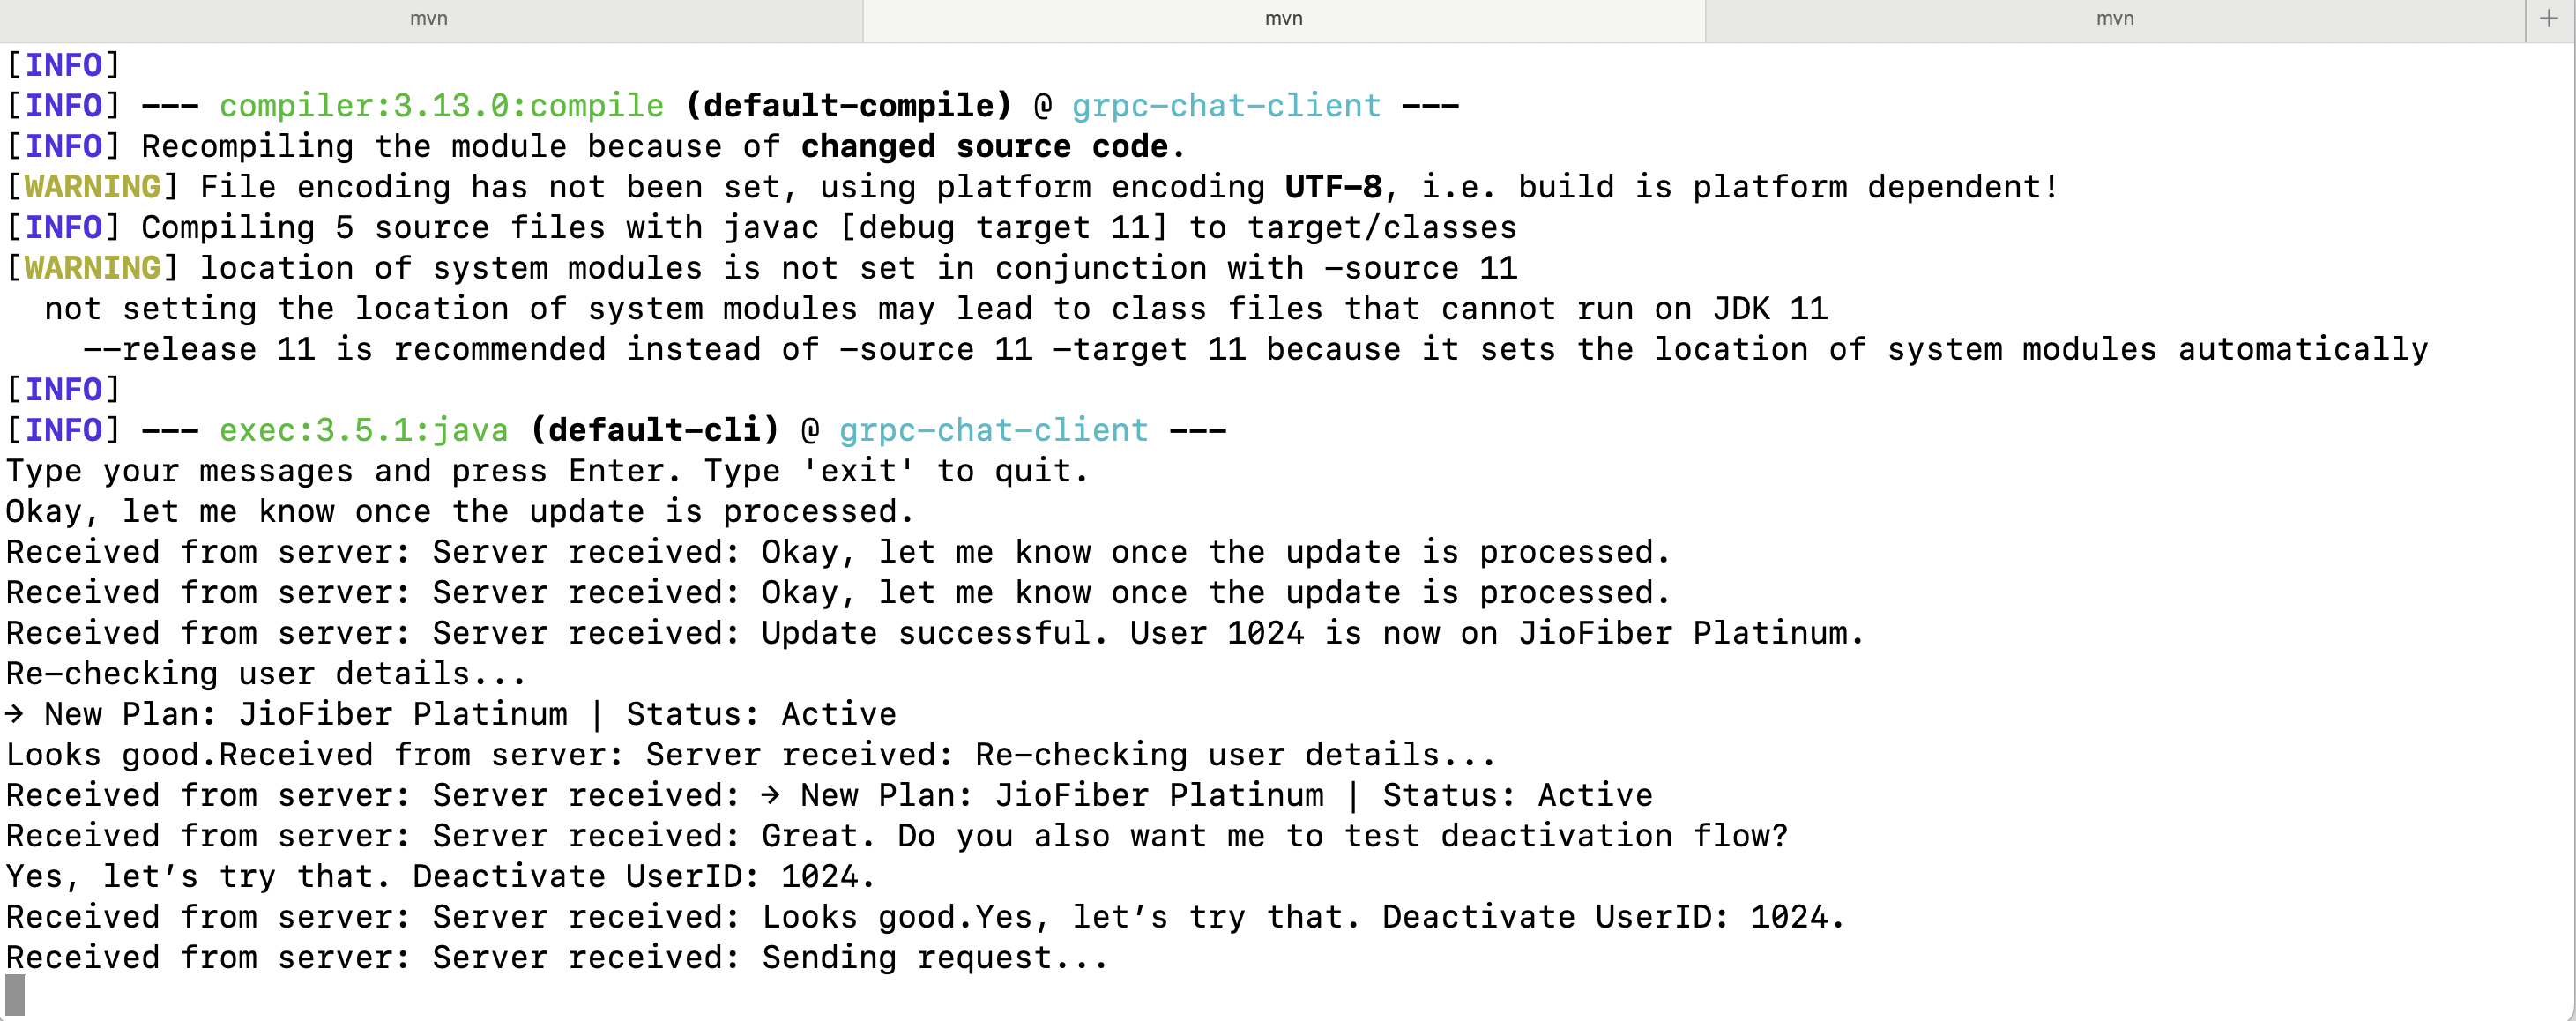 mvn mvn mvn +
[INFO]
[INFO] --- compiler:3.13.0:compile (default-compile) @ grpc-chat-client ---
[INFO] Recompiling the module because of changed source code.
[WARNING] File encoding has not been set, using platform encoding UTF-8, i.e. build is platform dependent!
[INFO] Compiling 5 source files with javac [debug target 11] to target/classes
[WARNING] location of system modules is not set in conjunction with -source 11
  not setting the location of system modules may lead to class files that cannot run on JDK 11
    --release 11 is recommended instead of -source 11 -target 11 because it sets the location of system modules automatically
[INFO]
[INFO] --- exec:3.5.1:java (default-cli) @ grpc-chat-client ---
Type your messages and press Enter. Type 'exit' to quit.
Okay, let me know once the update is processed.
Received from server: Server received: Okay, let me know once the update is processed.
Received from server: Server received: Okay, let me know once the update is processed.
Received from server: Server received: Update successful. User 1024 is now on JioFiber Platinum.
Re-checking user details...
→ New Plan: JioFiber Platinum | Status: Active
Looks good.Received from server: Server received: Re-checking user details...
Received from server: Server received: → New Plan: JioFiber Platinum | Status: Active
Received from server: Server received: Great. Do you also want me to test deactivation flow?
Yes, let’s try that. Deactivate UserID: 1024.
Received from server: Server received: Looks good.Yes, let’s try that. Deactivate UserID: 1024.
Received from server: Server received: Sending request...